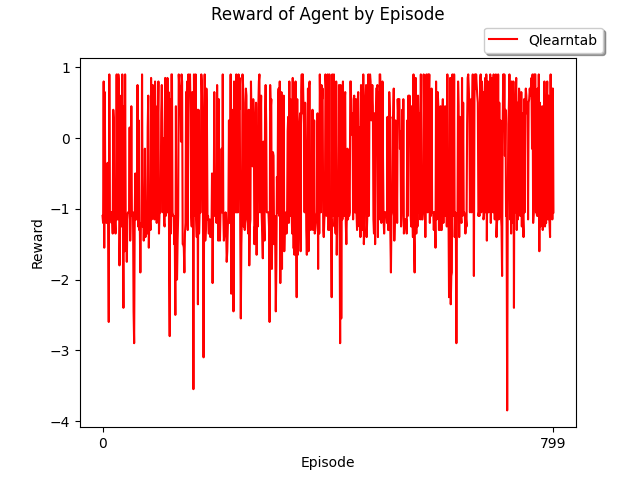 Reward of Agent by Episode
Qlearntab
1
0
−1
−2
−3
−4
Reward
0
799
Episode